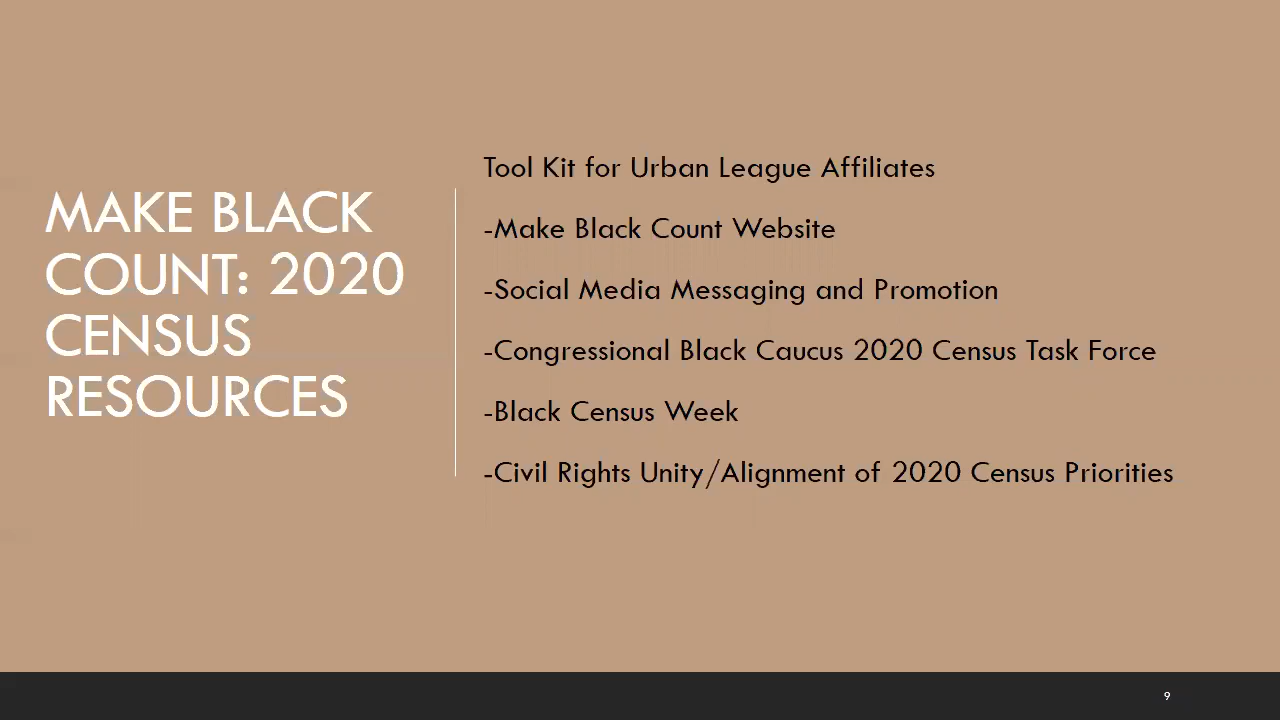 MAKE BLACK
COUNT: 2020
CENSUS
RESOURCES
Tool Kit for Urban League Affiliates
-Make Black Count Website
-Social Media Messaging and Promotion
-Congressional Black Caucus 2020 Census Task Force
-Black Census Week
-Civil Rights Unity/Alignment of 2020 Census Priorities
9